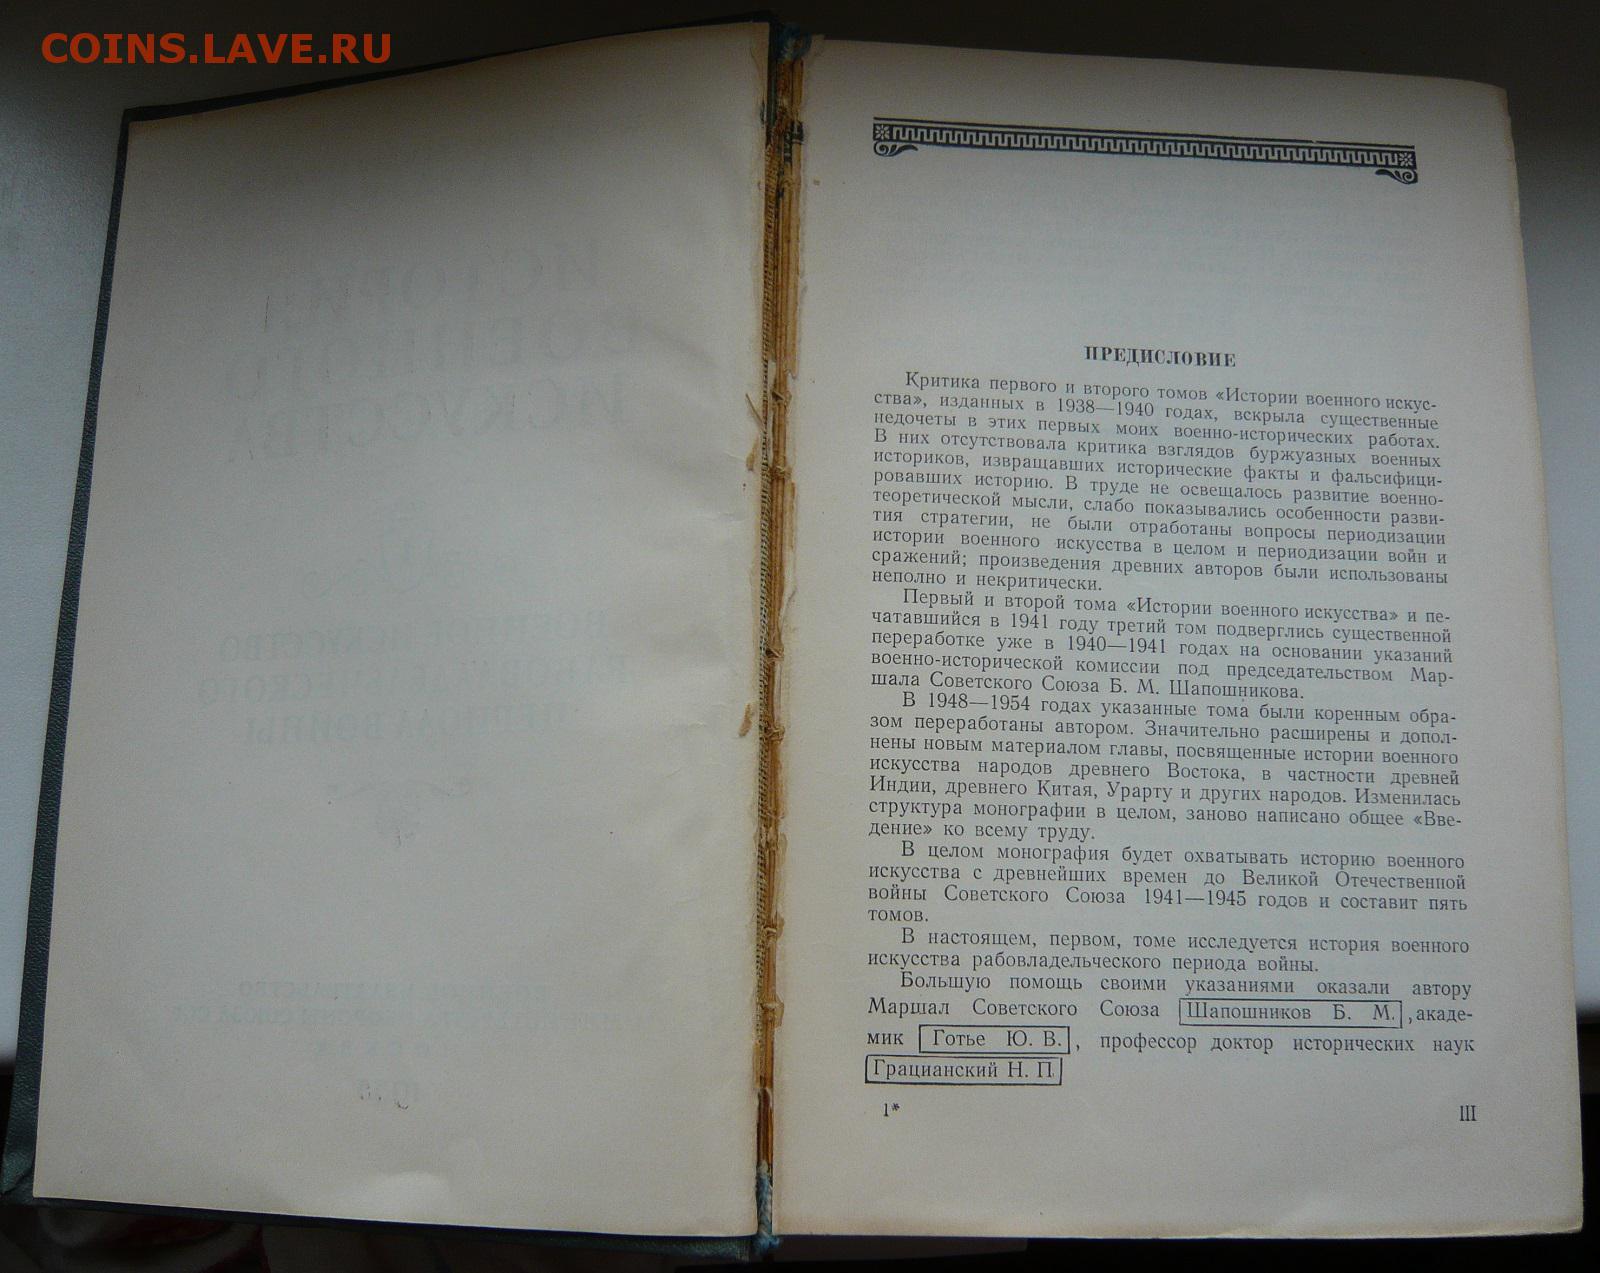 COINS.LAVE.RU
ПРЕДИСЛОВИЕ
Критика первого и второго томов «Истории военного искус-
ства», изданных в 1938—1940 годах, вскрыла существенные
недочеты в этих первых моих военно-исторических работах.
В них отсутствовала критика взглядов буржуазных военных
историков, извращавших исторические факты и фальсифици-
ровавших историю. В труде не освещалось развитие военно-
теоретической мысли, слабо показывались особенности разви-
тия стратегии, не были отработаны вопросы периодизации
истории военного искусства в целом и периодизации войн и
сражений; произведения древних авторов были использованы
неполно и некритически.
Первый и второй тома «Истории военного искусства» и пе-
чатавшийся в 1941 году третий том подверглись существенной
переработке уже в 1940—1941 годах на основании указаний
военно-исторической комиссии под председательством Мар-
шала Советского Союза Б. М. Шапошникова.
В 1948—1954 годах указанные тома были коренным обра-
зом переработаны автором. Значительно расширены и допол-
нены новым материалом главы, посвященные истории военного
искусства народов древнего Востока, в частности древней
Индии, древнего Китая, Урарту и других народов. Изменилась
структура монографии в целом, заново написано общее «Вве-
дение» ко всему труду.
В целом монография будет охватывать историю военного
искусства с древнейших времен до Великой Отечественной
войны Советского Союза 1941—1945 годов и составит пять
томов.
В настоящем, первом, томе исследуется история военного
искусства рабовладельческого периода войны.
Большую помощь своими указаниями оказали автору
Маршал Советского Союза Шапошников Б. М., акаде-
мик Готье Ю. В., профессор доктор исторических наук
Грацианский Н. П.
1* III